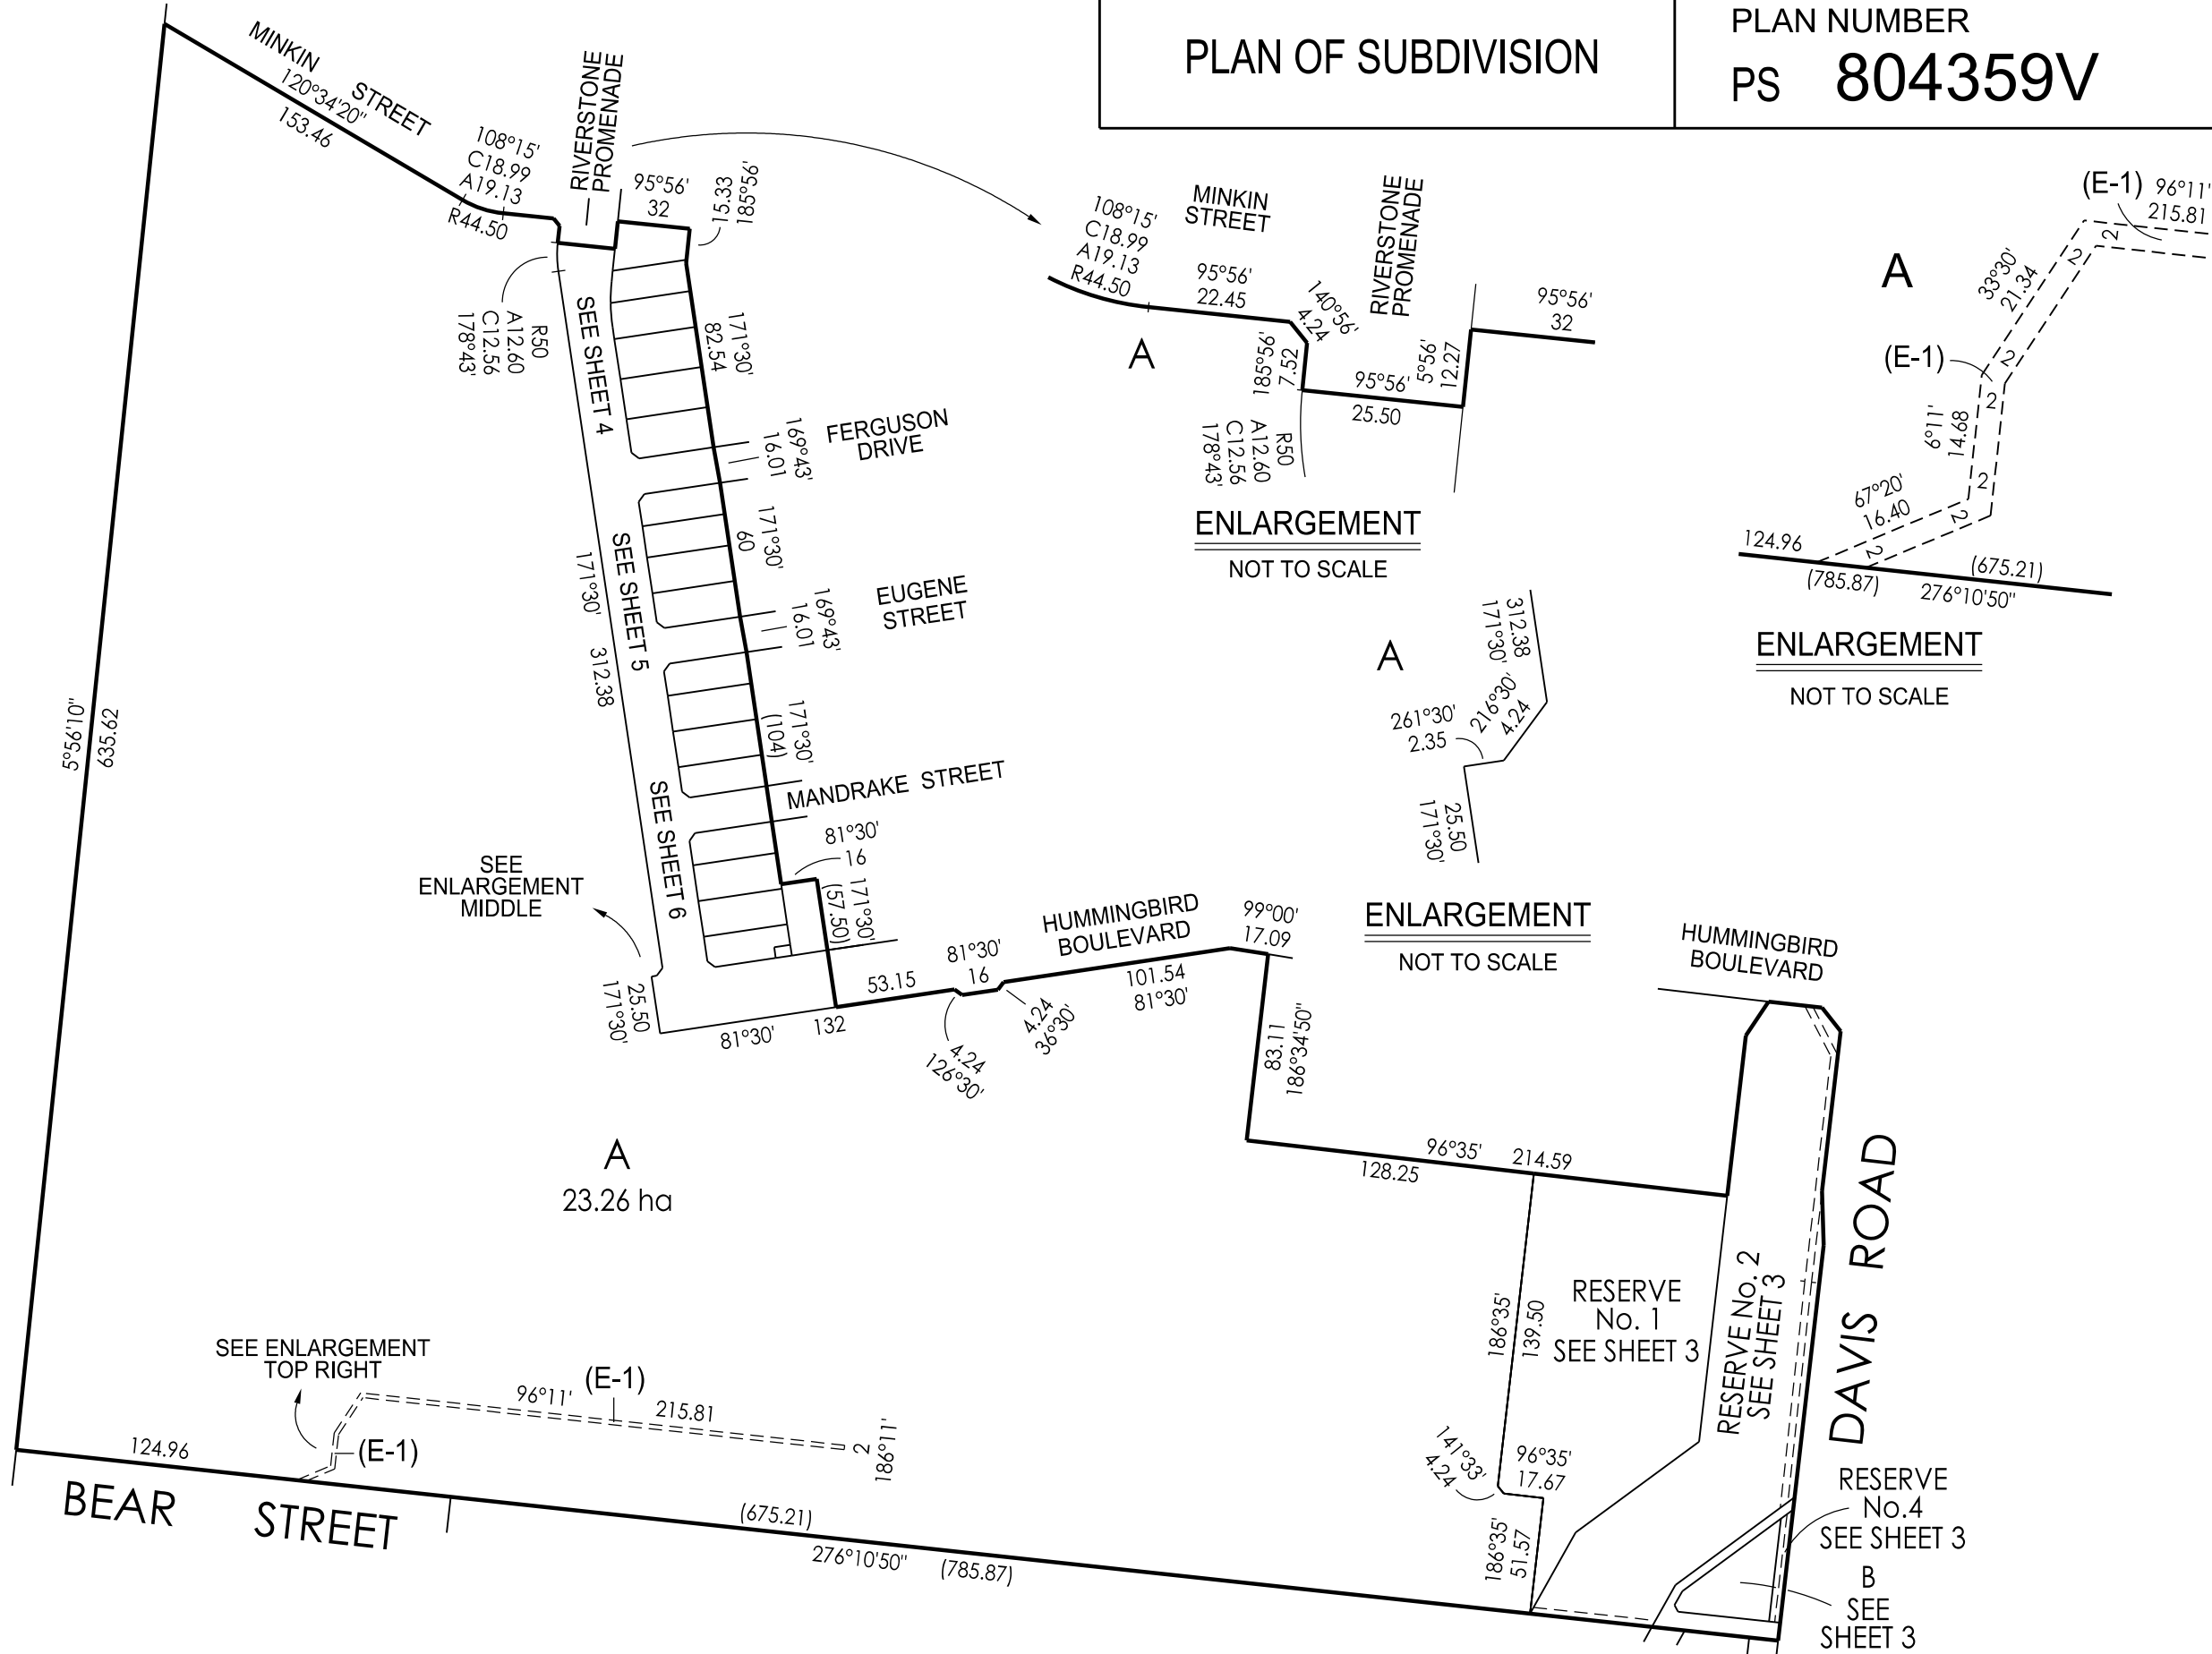 PLAN OF SUBDIVISION
PLAN NUMBER
PS 804359V
MINKIN STREET
120°34'20"
153.46
108°15'
C18.99
A19.13
R44.50
RIVERSTONE
PROMENADE
95°56'
32
15.33
185°56'
R50
A12.60
C12.56
178°43'
SEE SHEET 4
171°30'
82.54
169°43'
16.01
FERGUSON
DRIVE
SEE SHEET 5
171°30'
312.38
171°30'
60
169°43'
16.01
EUGENE
STREET
171°30'
(104)
MANDRAKE STREET
SEE SHEET 6
81°30'
16
171°30'
(57.50)
SEE
ENLARGEMENT
MIDDLE
25.50
171°30'
81°30'
132
53.15
4.24
126°30'
81°30'
16
4.24
36°30'
HUMMINGBIRD
BOULEVARD
101.54
81°30'
99°00'
17.09
83.11
186°34'50"
5°56'10"
635.62
A
23.26 ha
96°35'
214.59
128.25
186°35'
139.50
RESERVE
No. 1
SEE SHEET 3
RESERVE No. 2
SEE SHEET 3
141°33'
4.24
96°35'
17.67
186°35'
51.57
HUMMINGBIRD
BOULEVARD
DAVIS ROAD
RESERVE
No.4
SEE SHEET 3
B
SEE
SHEET 3
SEE ENLARGEMENT
TOP RIGHT
(E-1)
96°11'
(E-1)
215.81
2
186°11'
124.96
BEAR STREET
(675.21)
276°10'50"
(785.87)
108°15'
C18.99
A19.13
R44.50
MINKIN
STREET
95°56'
22.45
140°56'
4.24
RIVERSTONE
PROMENADE
95°56'
32
A
185°56'
7.52
5°56'
12.27
95°56'
25.50
R50
A12.60
C12.56
178°43'
ENLARGEMENT
NOT TO SCALE
312.38
171°30'
A
216°30'
4.24
261°30'
2.35
25.50
171°30'
ENLARGEMENT
NOT TO SCALE
(E-1)
96°11'
215.81
2
2
A
33°30'
21.34
(E-1)
2
2
6°11'
14.68
2
67°20'
16.40
2
2
124.96
(785.87)
(675.21)
276°10'50"
ENLARGEMENT
NOT TO SCALE